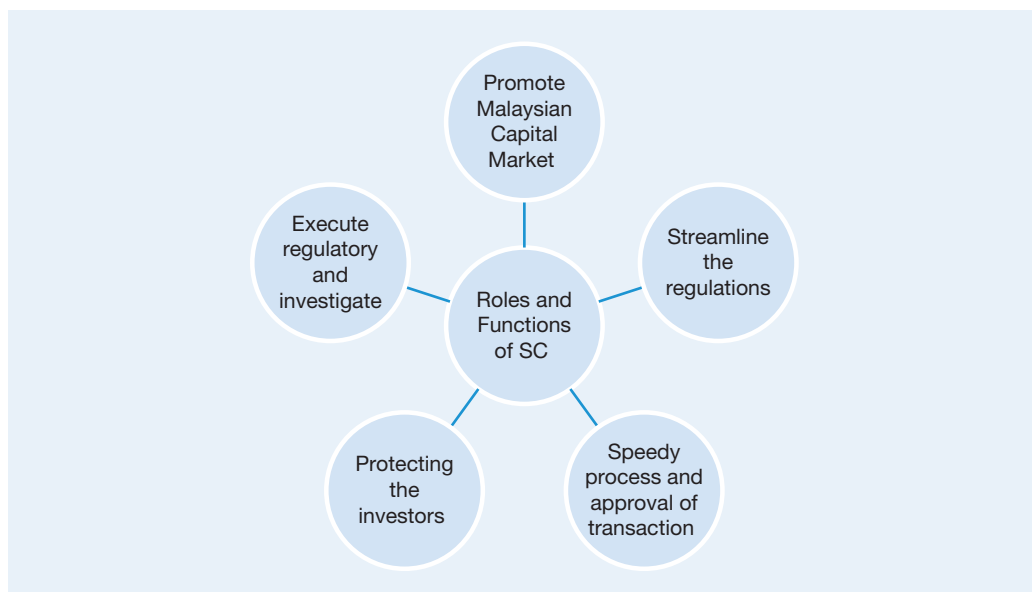 Promote
Malaysian
Capital
Market
Execute
regulatory
and
investigate
Streamline
the
regulations
Roles and
Functions
of SC
Protecting
the
investors
Speedy
process and
approval of
transaction